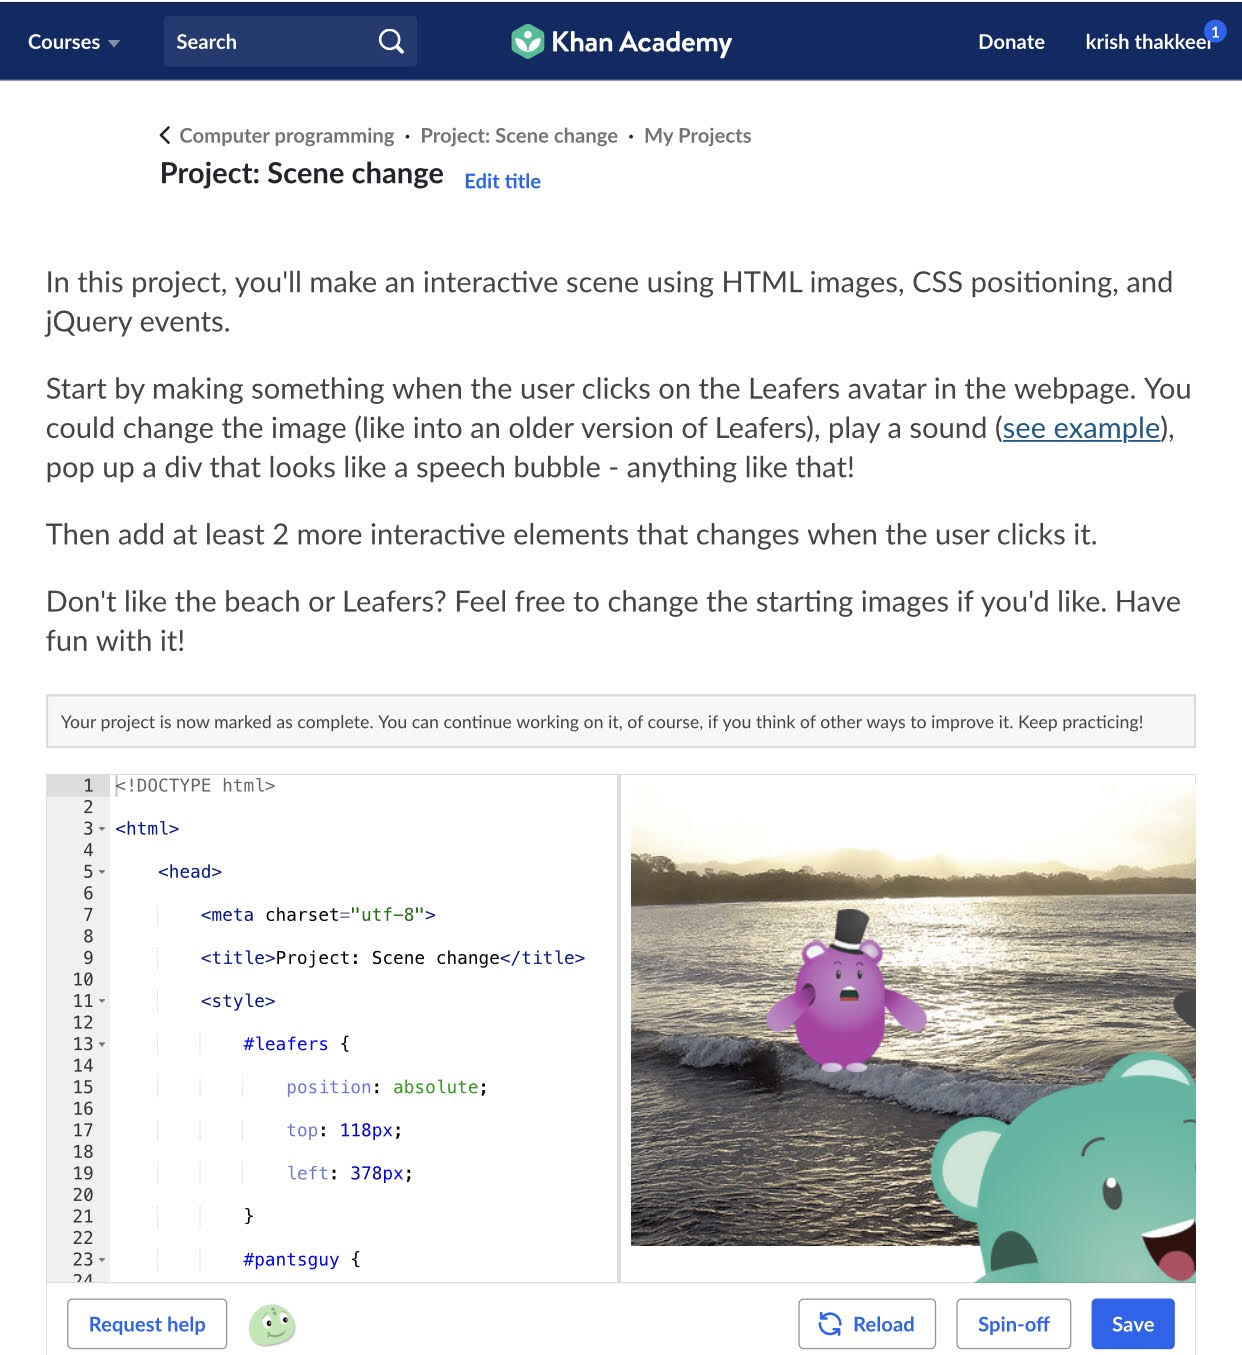 Courses
Search
Khan Academy
Donate
krish thakkeer
1
Computer programming • Project: Scene change • My Projects
Project: Scene change
Edit title
In this project, you'll make an interactive scene using HTML images, CSS positioning, and
jQuery events.
Start by making something when the user clicks on the Leafers avatar in the webpage. You
could change the image (like into an older version of Leafers), play a sound (see example),
pop up a div that looks like a speech bubble - anything like that!
Then add at least 2 more interactive elements that changes when the user clicks it.
Don't like the beach or Leafers? Feel free to change the starting images if you'd like. Have
fun with it!
Your project is now marked as complete. You can continue working on it, of course, if you think of other ways to improve it. Keep practicing!
1 <!DOCTYPE html>
2
3 <html>
4
5 <head>
6
7 <meta charset="utf-8">
8
9 <title>Project: Scene change</title>
10
11 <style>
12
13 #leafers {
14
15 position: absolute;
16
17 top: 118px;
18
19 left: 378px;
20
21 }
22
23 #pantsguy {
24
Request help
Reload
Spin-off
Save